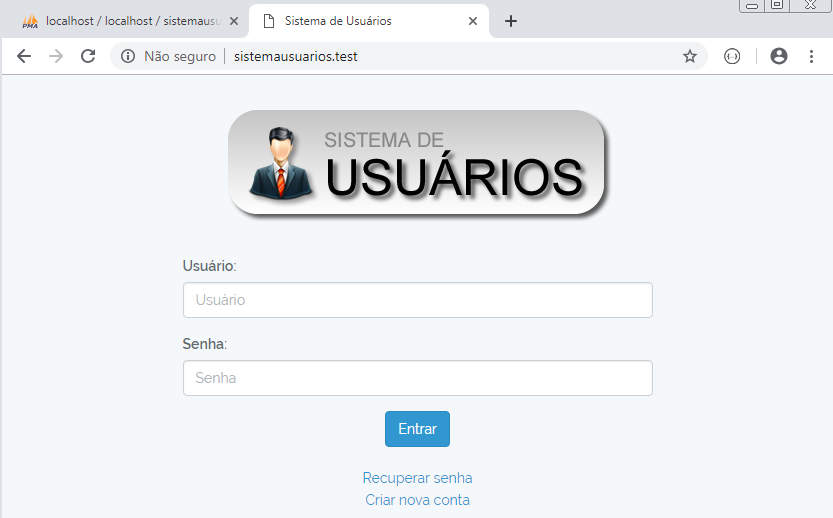 PMA
localhost / localhost / sistemausu
Sistema de Usuários
Não seguro
sistemausuarios.test
SISTEMA DE
USUÁRIOS
Usuário:
Usuário
Senha:
Senha
Entrar
Recuperar senha
Criar nova conta